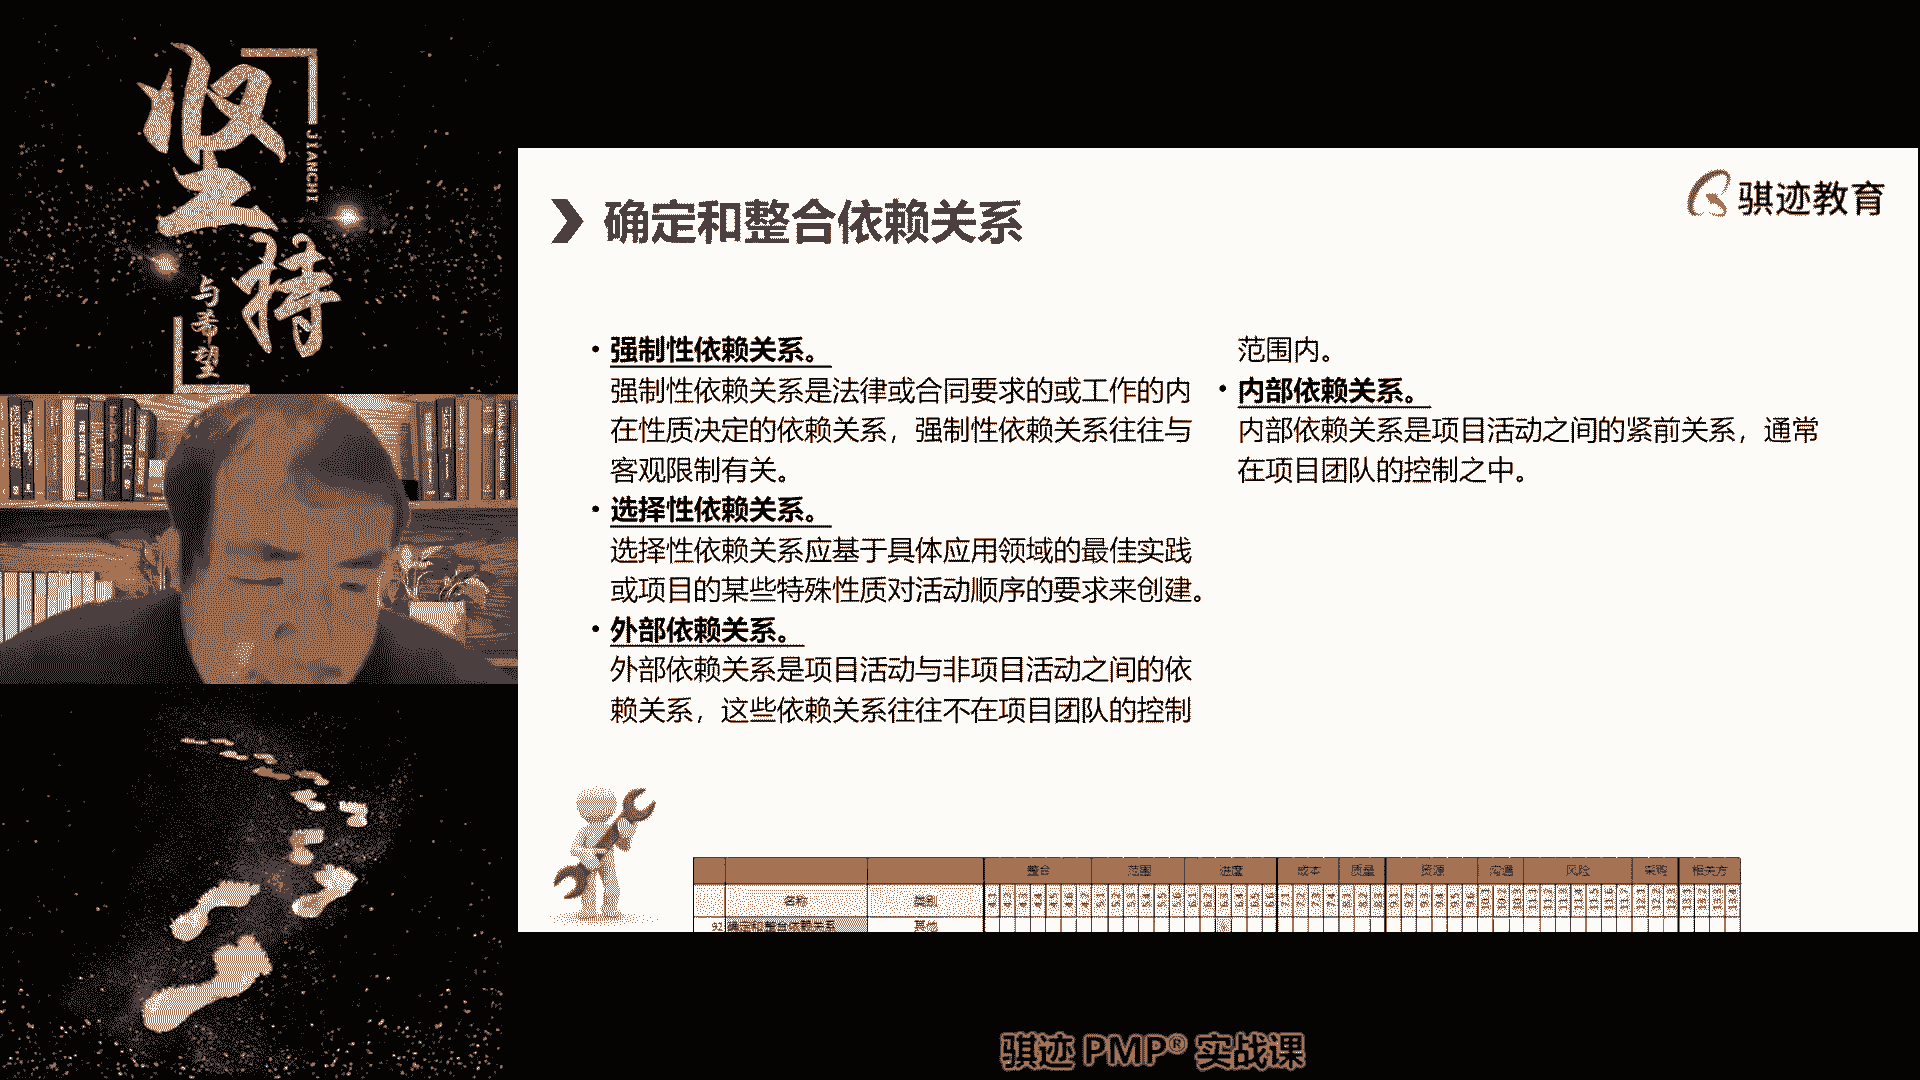 坚持
JIANCHI
与希望
骐迹教育
确定和整合依赖关系
• 强制性依赖关系。
强制性依赖关系是法律或合同要求的或工作的内
在性质决定的依赖关系，强制性依赖关系往往与
客观限制有关。
• 选择性依赖关系。
选择性依赖关系应基于具体应用领域的最佳实践
或项目的某些特殊性质对活动顺序的要求来创建。
• 外部依赖关系。
外部依赖关系是项目活动与非项目活动之间的依
赖关系，这些依赖关系往往不在项目团队的控制
范围内。
• 内部依赖关系。
内部依赖关系是项目活动之间的紧前关系，通常
在项目团队的控制之中。
整合 范围 进度 成本 质量 资源 沟通 风险 采购 相关方
名称 类别
92 确定和整合依赖关系 其他
骐迹 PMP® 实战课